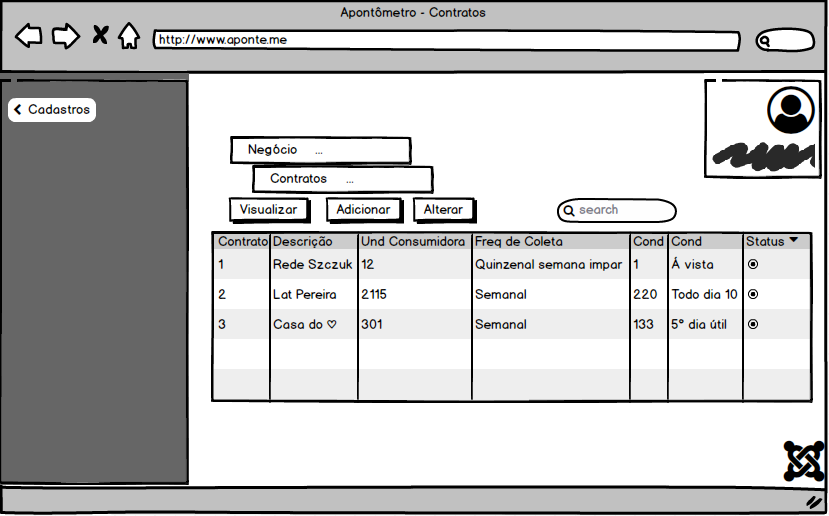 Apontômetro - Contratos
http://www.aponte.me
Cadastros
Negócio ...
Contratos ...
Visualizar Adicionar Alterar search
Contrato Descrição Und Consumidora Freq de Coleta Cond Cond Status
1 Rede Szczuk 12 Quinzenal semana impar 1 Á vista
2 Lat Pereira 2115 Semanal 220 Todo dia 10
3 Casa do ♡ 301 Semanal 133 5° dia útil